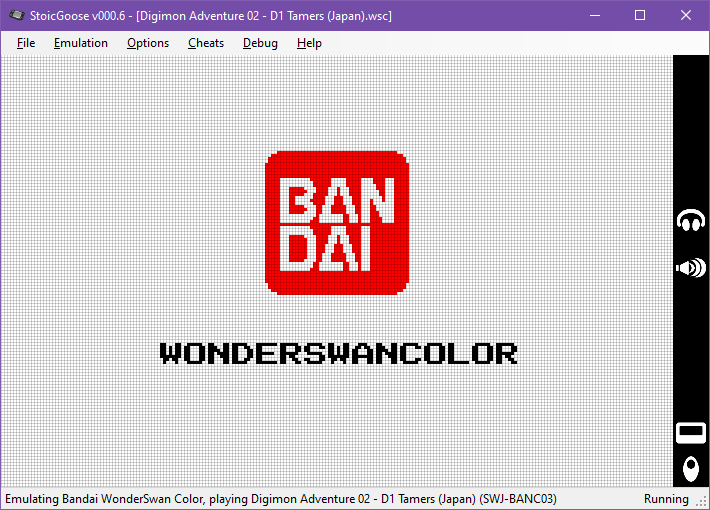 StoicGoose v000.6 - [Digimon Adventure 02 - D1 Tamers (Japan).wsc]
File Emulation Options Cheats Debug Help
BAN
DAI
WONDERSWANCOLOR
Emulating Bandai WonderSwan Color, playing Digimon Adventure 02 - D1 Tamers (Japan) (SWJ-BANC03) Running